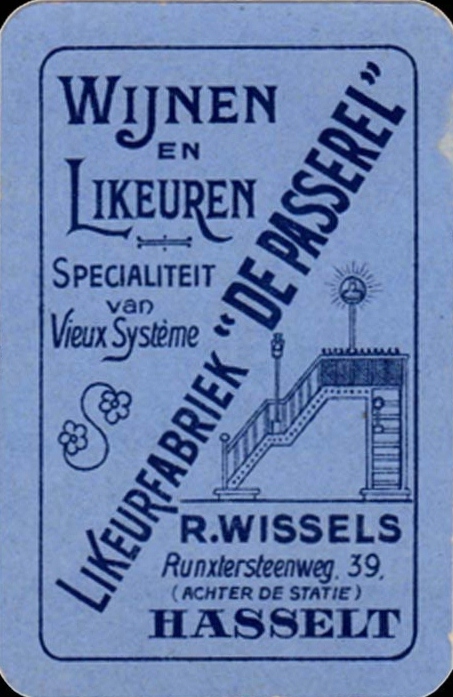 WIJNEN
EN
LIKEUREN
SPECIALITEIT
van
Vieux Système
LIKEURFABRIEK "DE PASSEREL"
R.WISSELS
Runxtersteenweg, 39,
(ACHTER DE STATIE)
HASSELT